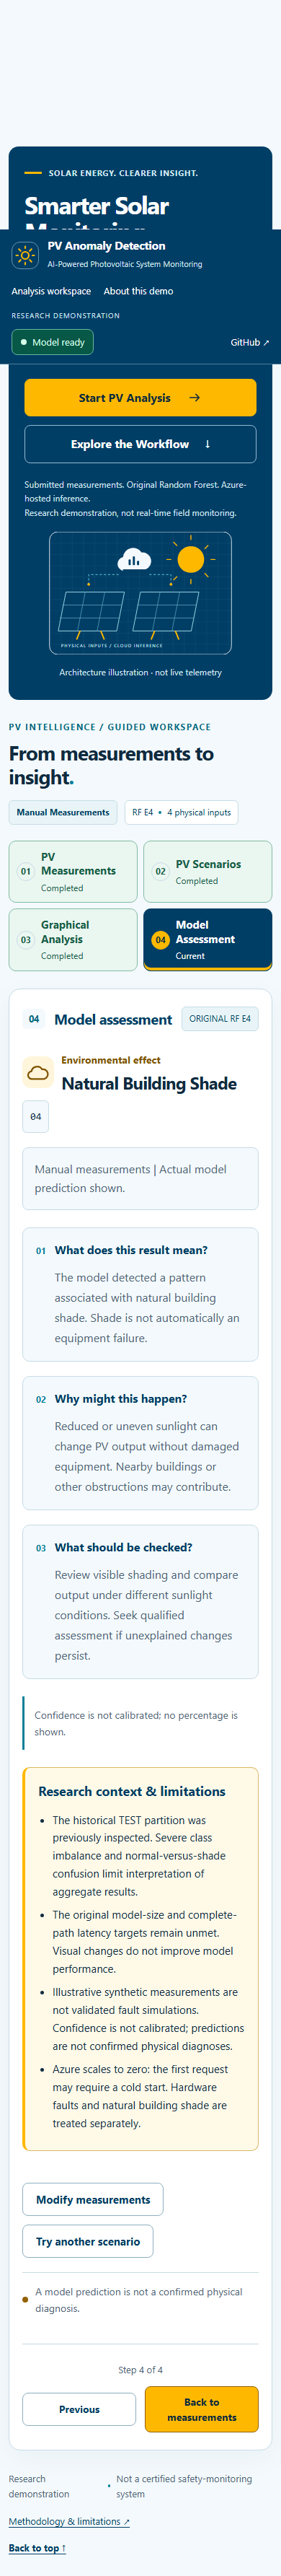 SOLAR ENERGY. CLEARER INSIGHT.
Smarter Solar
PV Anomaly Detection
AI-Powered Photovoltaic System Monitoring
Analysis workspace About this demo
RESEARCH DEMONSTRATION
Model ready GitHub ↗
Start PV Analysis →
Explore the Workflow ↓
Submitted measurements. Original Random Forest. Azure-
hosted inference.
Research demonstration, not real-time field monitoring.
PHYSICAL INPUTS / CLOUD INFERENCE
Architecture illustration · not live telemetry
PV INTELLIGENCE / GUIDED WORKSPACE
From measurements to
insight.
Manual Measurements RF E4 • 4 physical inputs
01 PV
Measurements
Completed
02 PV Scenarios
Completed
03 Graphical
Analysis
Completed
04 Model
Assessment
Current
04 Model assessment ORIGINAL RF E4
Environmental effect
Natural Building Shade
04
Manual measurements | Actual model
prediction shown.
01 What does this result mean?
The model detected a pattern
associated with natural building
shade. Shade is not automatically an
equipment failure.
02 Why might this happen?
Reduced or uneven sunlight can
change PV output without damaged
equipment. Nearby buildings or
other obstructions may contribute.
03 What should be checked?
Review visible shading and compare
output under different sunlight
conditions. Seek qualified
assessment if unexplained changes
persist.
Confidence is not calibrated; no percentage is
shown.
Research context & limitations
• The historical TEST partition was
previously inspected. Severe class
imbalance and normal-versus-shade
confusion limit interpretation of
aggregate results.
• The original model-size and complete-
path latency targets remain unmet.
Visual changes do not improve model
performance.
• Illustrative synthetic measurements are
not validated fault simulations.
Confidence is not calibrated; predictions
are not confirmed physical diagnoses.
• Azure scales to zero: the first request
may require a cold start. Hardware
faults and natural building shade are
treated separately.
Modify measurements
Try another scenario
A model prediction is not a confirmed physical
diagnosis.
Step 4 of 4
Previous
Back to
measurements
Research
demonstration
• Not a certified safety-monitoring
system
Methodology & limitations ↗
Back to top ↑